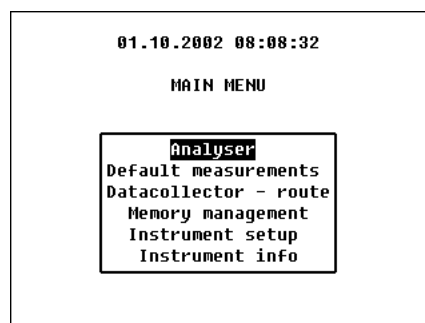 01.10.2002 08:08:32
MAIN MENU
Analyser
Default measurements
Datacollector - route
Memory management
Instrument setup
Instrument info